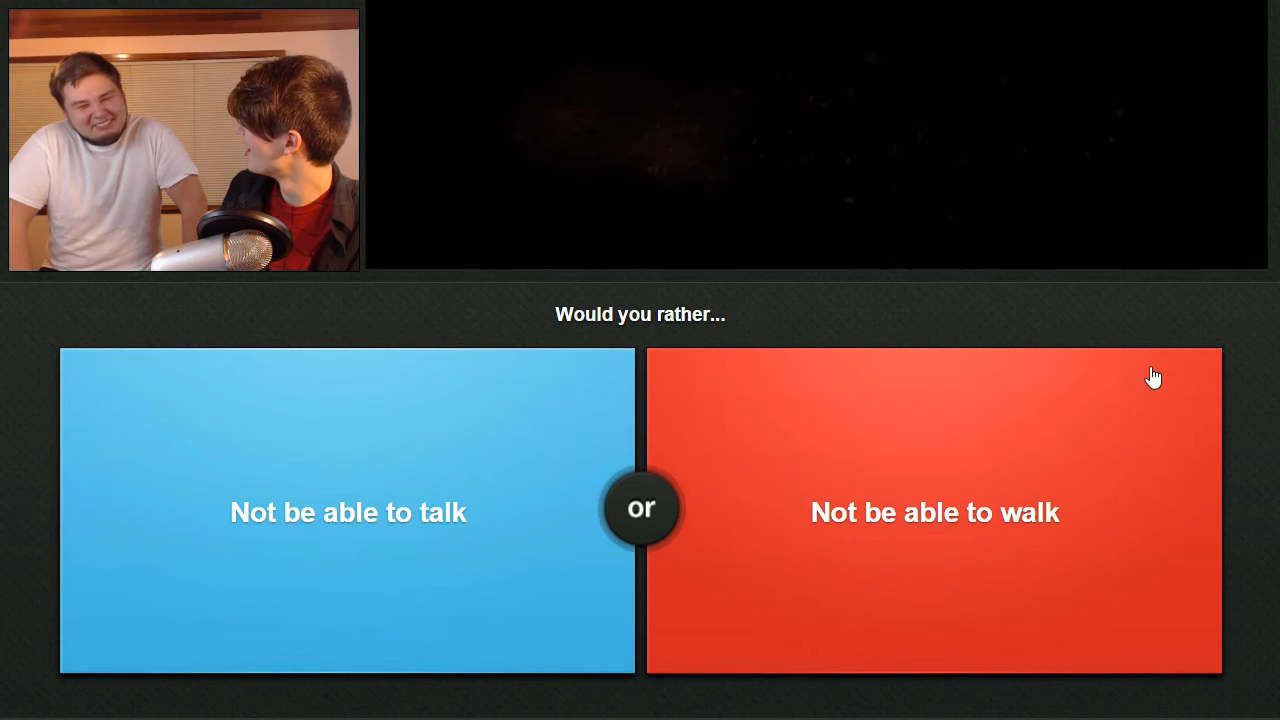 Would you rather...
Not be able to talk
or
Not be able to walk